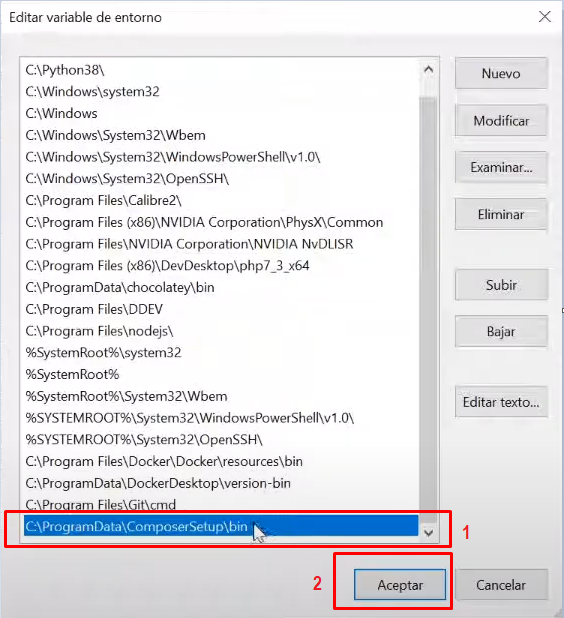 Editar variable de entorno
C:\Python38\
C:\Windows\system32
C:\Windows
C:\Windows\System32\Wbem
C:\Windows\System32\WindowsPowerShell\v1.0\
C:\Windows\System32\OpenSSH\
C:\Program Files\Calibre2\
C:\Program Files (x86)\NVIDIA Corporation\PhysX\Common
C:\Program Files\NVIDIA Corporation\NVIDIA NvDLISR
C:\Program Files (x86)\DevDesktop\php7_3_x64
C:\ProgramData\chocolatey\bin
C:\Program Files\DDEV
C:\Program Files\nodejs\
%SystemRoot%\system32
%SystemRoot%
%SystemRoot%\System32\Wbem
%SYSTEMROOT%\System32\WindowsPowerShell\v1.0\
%SYSTEMROOT%\System32\OpenSSH\
C:\Program Files\Docker\Docker\resources\bin
C:\ProgramData\DockerDesktop\version-bin
C:\Program Files\Git\cmd
C:\ProgramData\ComposerSetup\bin
1
Nuevo
Modificar
Examinar...
Eliminar
Subir
Bajar
Editar texto...
2
Aceptar
Cancelar